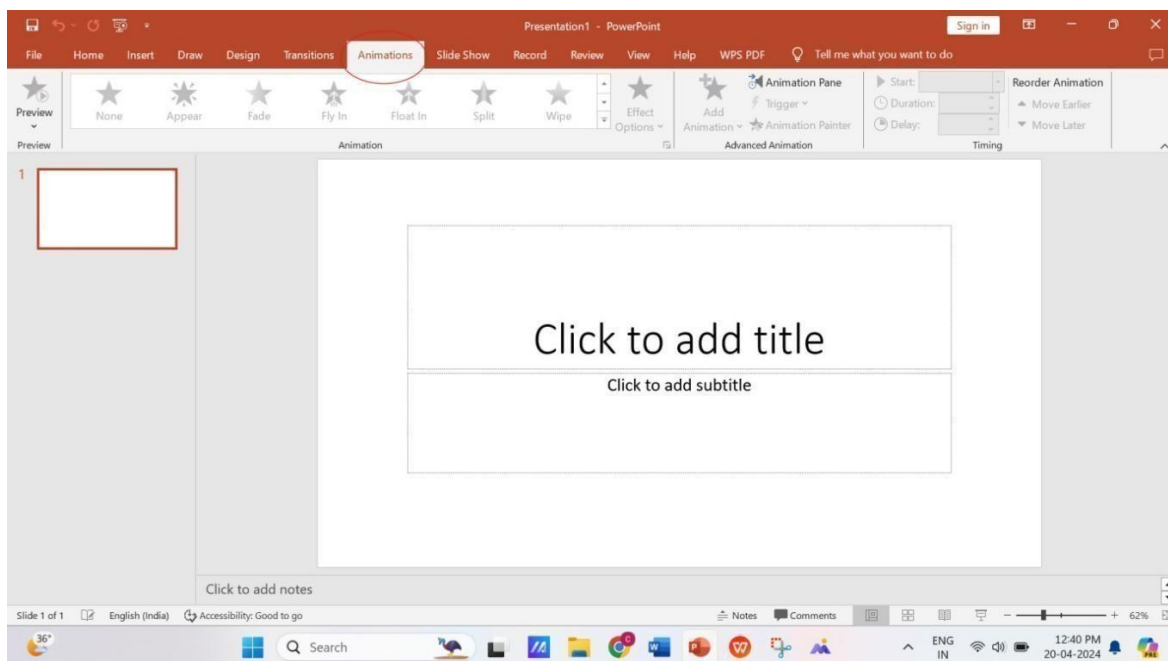 Presentation1 - PowerPoint
Sign in
File Home Insert Draw Design Transitions Animations Slide Show Record Review View Help WPS PDF Tell me what you want to do
Preview
None Appear Fade Fly In Float In Split Wipe
Effect
Options
Add
Animation
Animation Pane
Trigger
Animation Painter
Start:
Duration:
Delay:
Reorder Animation
Move Earlier
Move Later
Preview Animation Advanced Animation Timing
1
Click to add title
Click to add subtitle
Click to add notes
Slide 1 of 1 English (India) Accessibility: Good to go Notes Comments 62%
36°
Search
ENG
IN
12:40 PM
20-04-2024
PRE